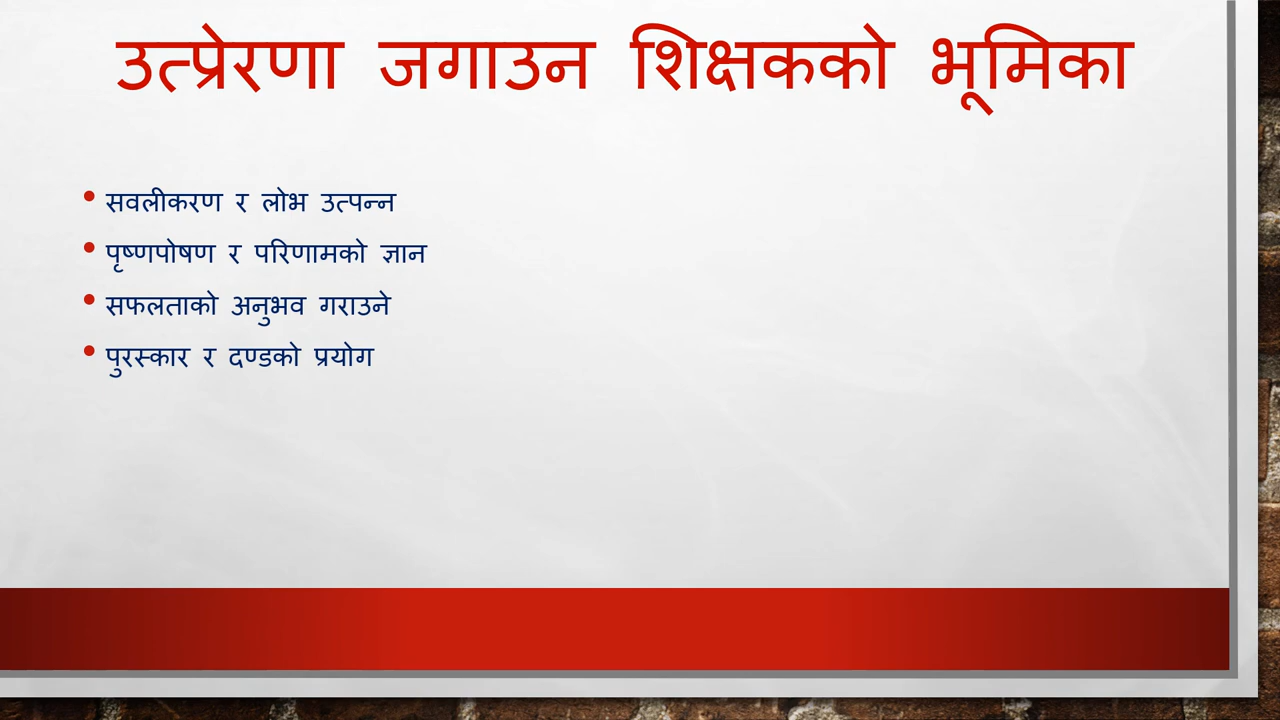 उत्प्रेरणा जगाउन शिक्षकको भूमिका
• सवलीकरण र लोभ उत्पन्न
• पृष्णपोषण र परिणामको ज्ञान
• सफलताको अनुभव गराउने
• पुरस्कार र दण्डको प्रयोग